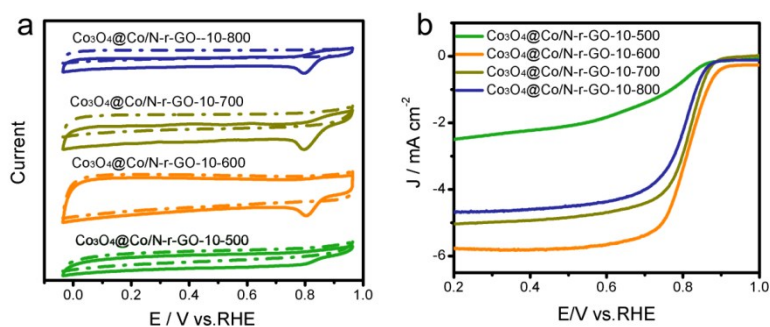 a
Co₃O₄@Co/N-r-GO--10-800
Co₃O₄@Co/N-r-GO-10-700
Co₃O₄@Co/N-r-GO-10-600
Co₃O₄@Co/N-r-GO-10-500
Current
0.0 0.2 0.4 0.6 0.8 1.0
E / V vs.RHE
b
Co₃O₄@Co/N-r-GO-10-500
Co₃O₄@Co/N-r-GO-10-600
Co₃O₄@Co/N-r-GO-10-700
Co₃O₄@Co/N-r-GO-10-800
J / mA cm⁻²
0
-2
-4
-6
0.2 0.4 0.6 0.8 1.0
E/V vs.RHE